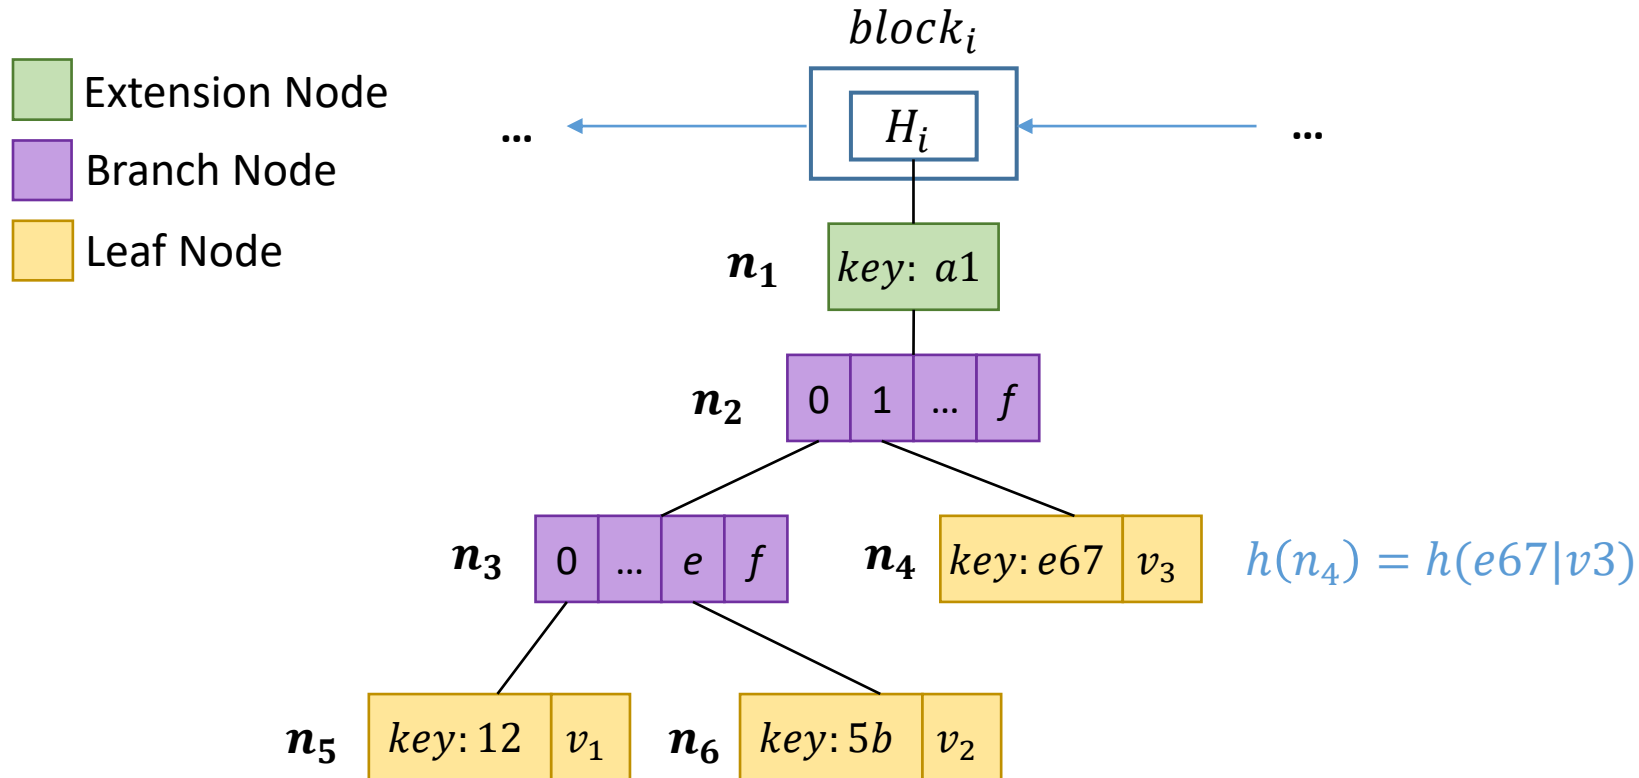 block_i
Extension Node
... H_i ...
Branch Node
Leaf Node
n_1 key: a1
n_2 0 1 ... f
n_3 0 ... e f
n_4 key: e67 v_3 h(n_4) = h(e67|v3)
n_5 key: 12 v_1
n_6 key: 5b v_2